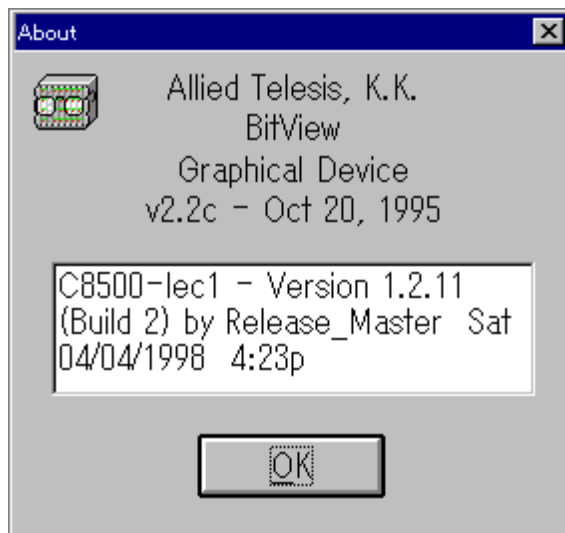 About
Allied Telesis, K.K.
BitView
Graphical Device
v2.2c - Oct 20, 1995
C8500-lec1 - Version 1.2.11
(Build 2) by Release_Master  Sat
04/04/1998  4:23p
OK